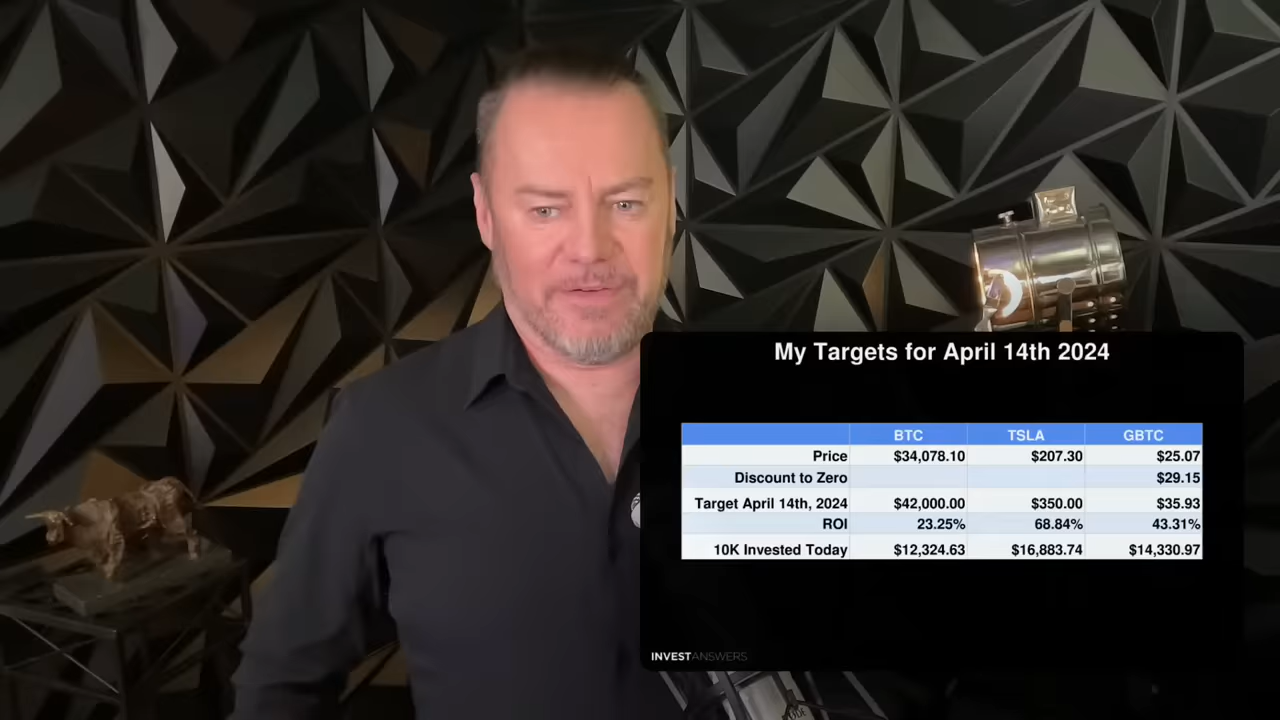 My Targets for April 14th 2024
BTC TSLA GBTC
Price $34,078.10 $207.30 $25.07
Discount to Zero $29.15
Target April 14th, 2024 $42,000.00 $350.00 $35.93
ROI 23.25% 68.84% 43.31%
10K Invested Today $12,324.63 $16,883.74 $14,330.97
INVESTANSWERS